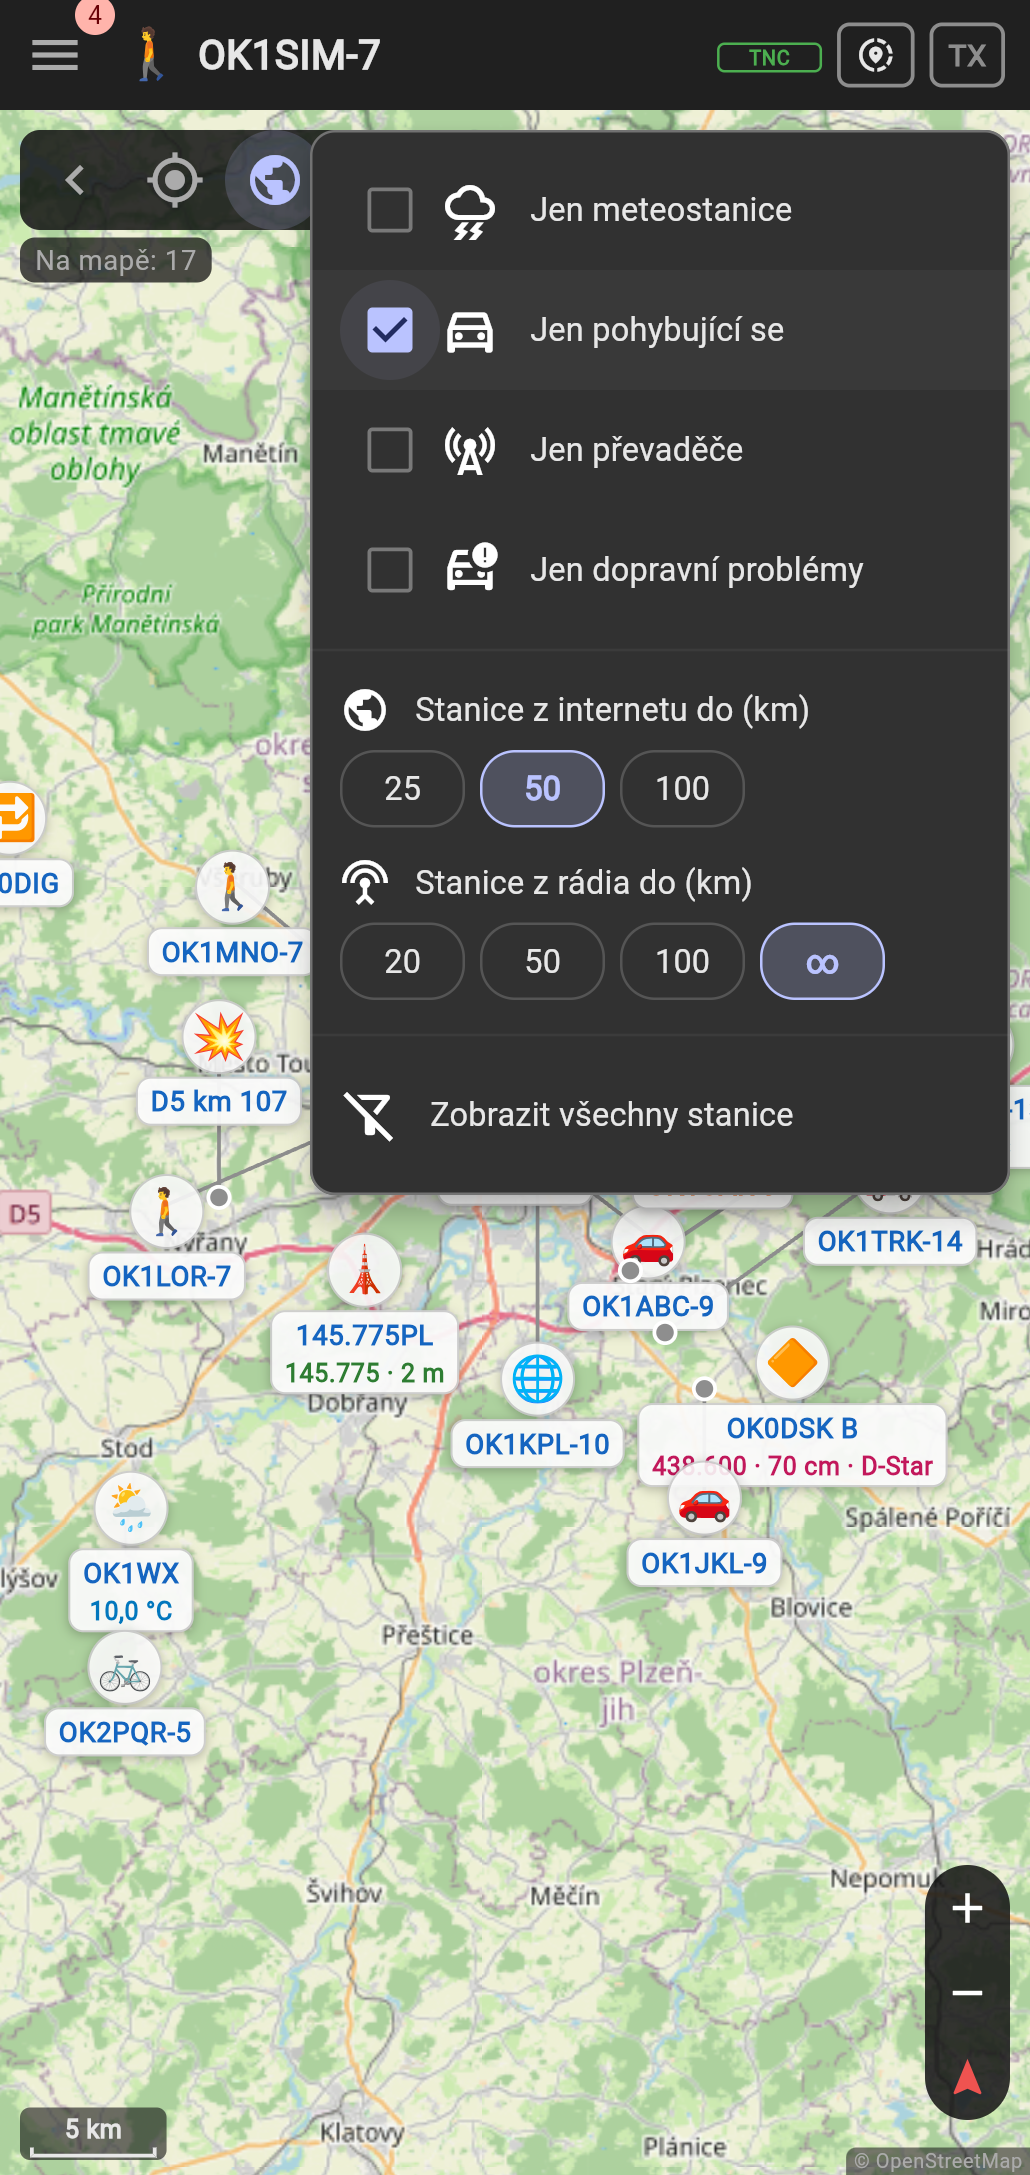 4
OK1SIM-7
TNC
TX
Na mapě: 17
Jen meteostanice
Jen pohybující se
Jen převaděče
Jen dopravní problémy
Stanice z internetu do (km)
25
50
100
Stanice z rádia do (km)
20
50
100
∞
Zobrazit všechny stanice
Manětínská
oblast tmavé
oblohy
Manětín
Přírodní
park Manětínská
0DIG
OK1MNO-7
D5 km 107
D5
OK1LOR-7
OK1TRK-14
145.775PL
145.775 · 2 m
OK1ABC-9
Dobřany
Stod
OK1KPL-10
OK0DSK B
438.600 · 70 cm · D-Star
Spálené Poříčí
OK1WX
10,0 °C
OK1JKL-9
Blovice
Přeštice
okres Plzeň-
jih
OK2PQR-5
Švihov
Měčín
Nepomuk
5 km
Klatovy
Plánice
© OpenStreetMap